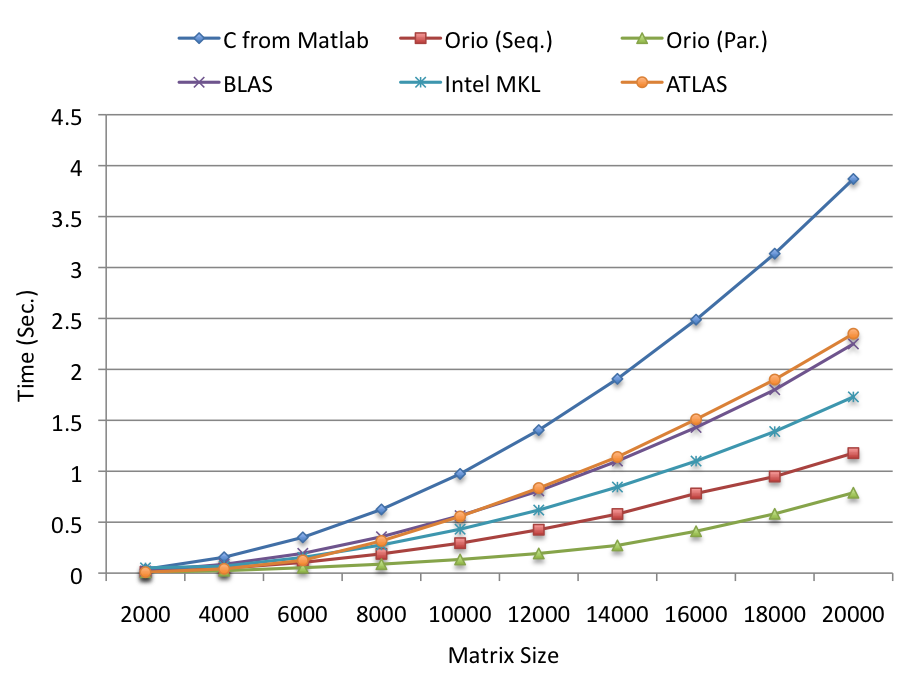 C from Matlab Orio (Seq.) Orio (Par.)
BLAS Intel MKL ATLAS
4.5
4
3.5
3
2.5
2
1.5
1
0.5
0
Time (Sec.)
2000 4000 6000 8000 10000 12000 14000 16000 18000 20000
Matrix Size